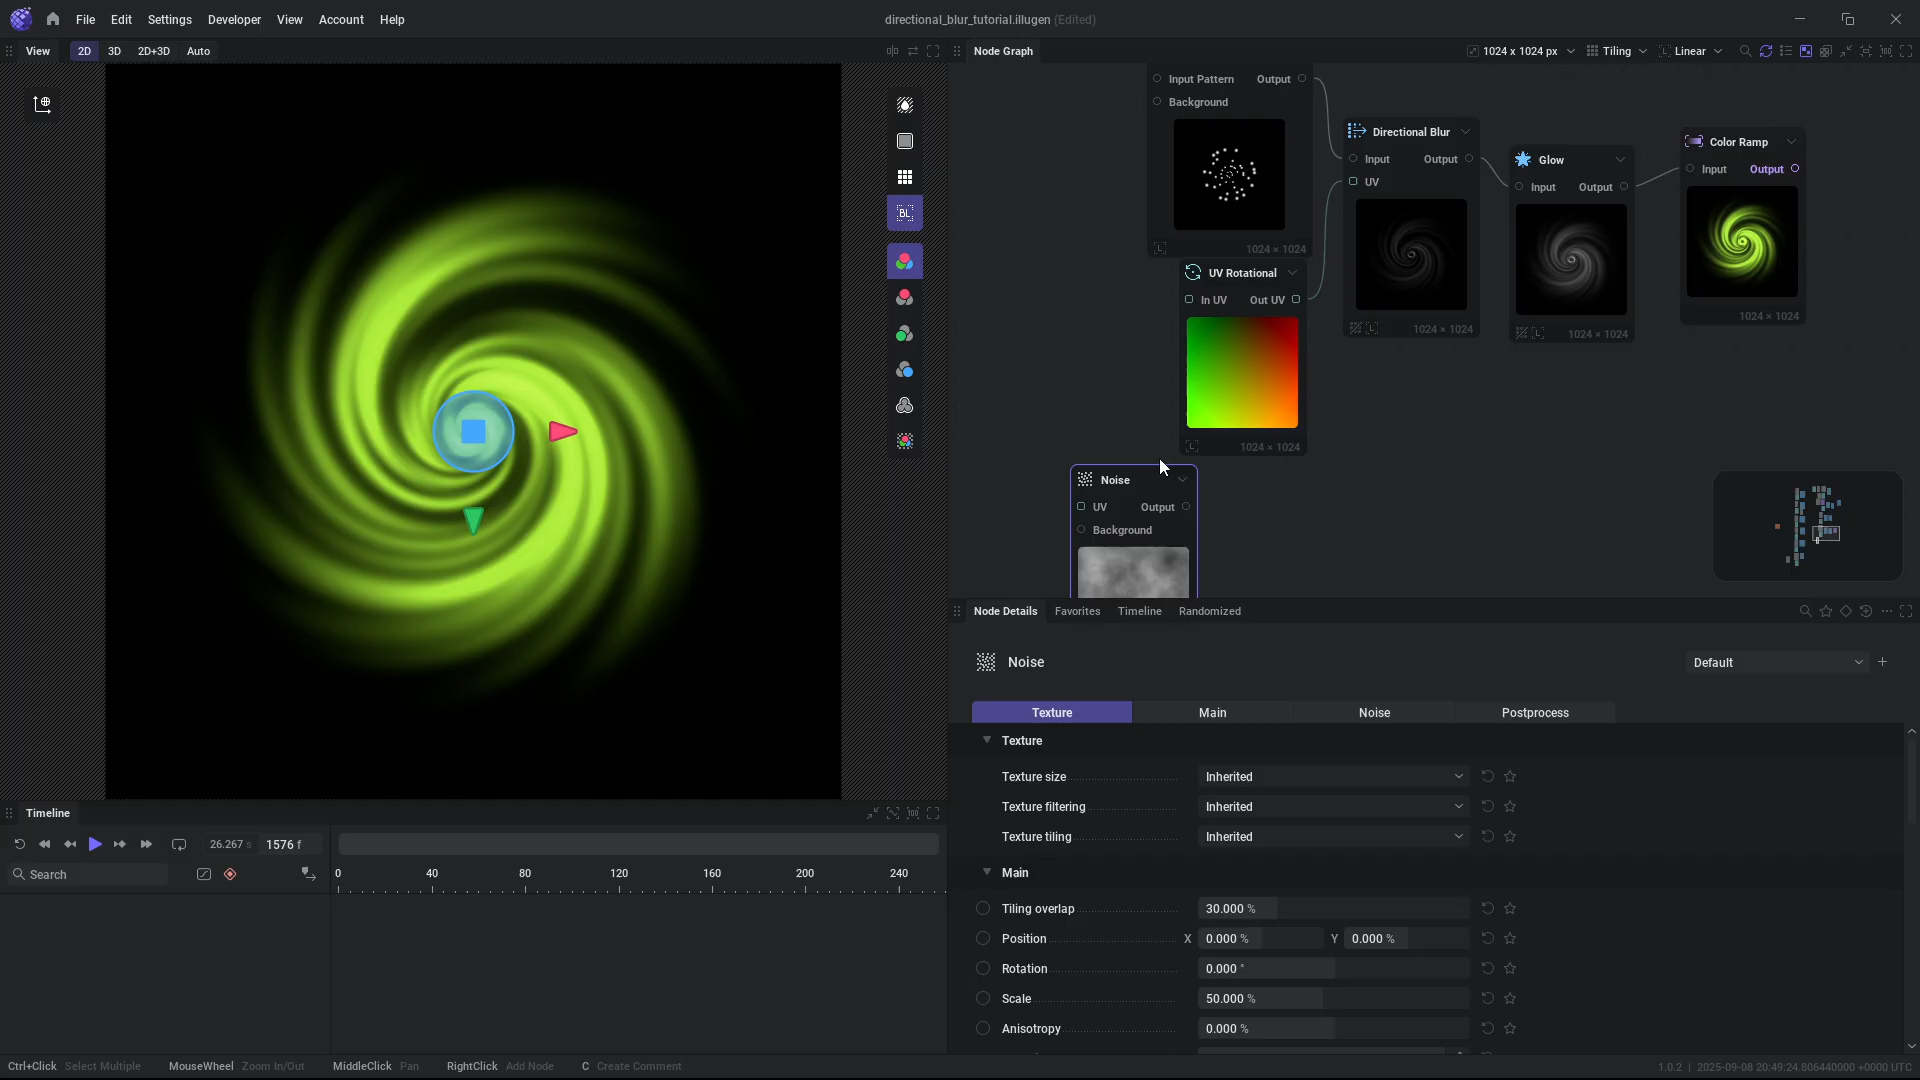 File Edit Settings Developer View Account Help
directional_blur_tutorial.illugen (Edited)
View 2D 3D 2D+3D Auto
Node Graph
1024 x 1024 px Tiling Linear
Input Pattern Output
Background
1024 × 1024
Directional Blur
Input Output
UV
1024 × 1024
Glow
Input Output
1024 × 1024
Color Ramp
Input Output
1024 × 1024
UV Rotational
In UV Out UV
1024 × 1024
Noise
UV Output
Background
BL
Node Details Favorites Timeline Randomized
Noise
Default
Texture Main Noise Postprocess
Texture
Texture size Inherited
Texture filtering Inherited
Texture tiling Inherited
Main
Tiling overlap 30.000 %
Position X 0.000 % Y 0.000 %
Rotation 0.000 °
Scale 50.000 %
Anisotropy 0.000 %
Timeline
26.267 s 1576 f
Search
0 40 80 120 160 200 240
Ctrl+Click Select Multiple MouseWheel Zoom In/Out MiddleClick Pan RightClick Add Node C Create Comment
1.0.2 | 2025-09-08 20:49:24.806440000 +0000 UTC